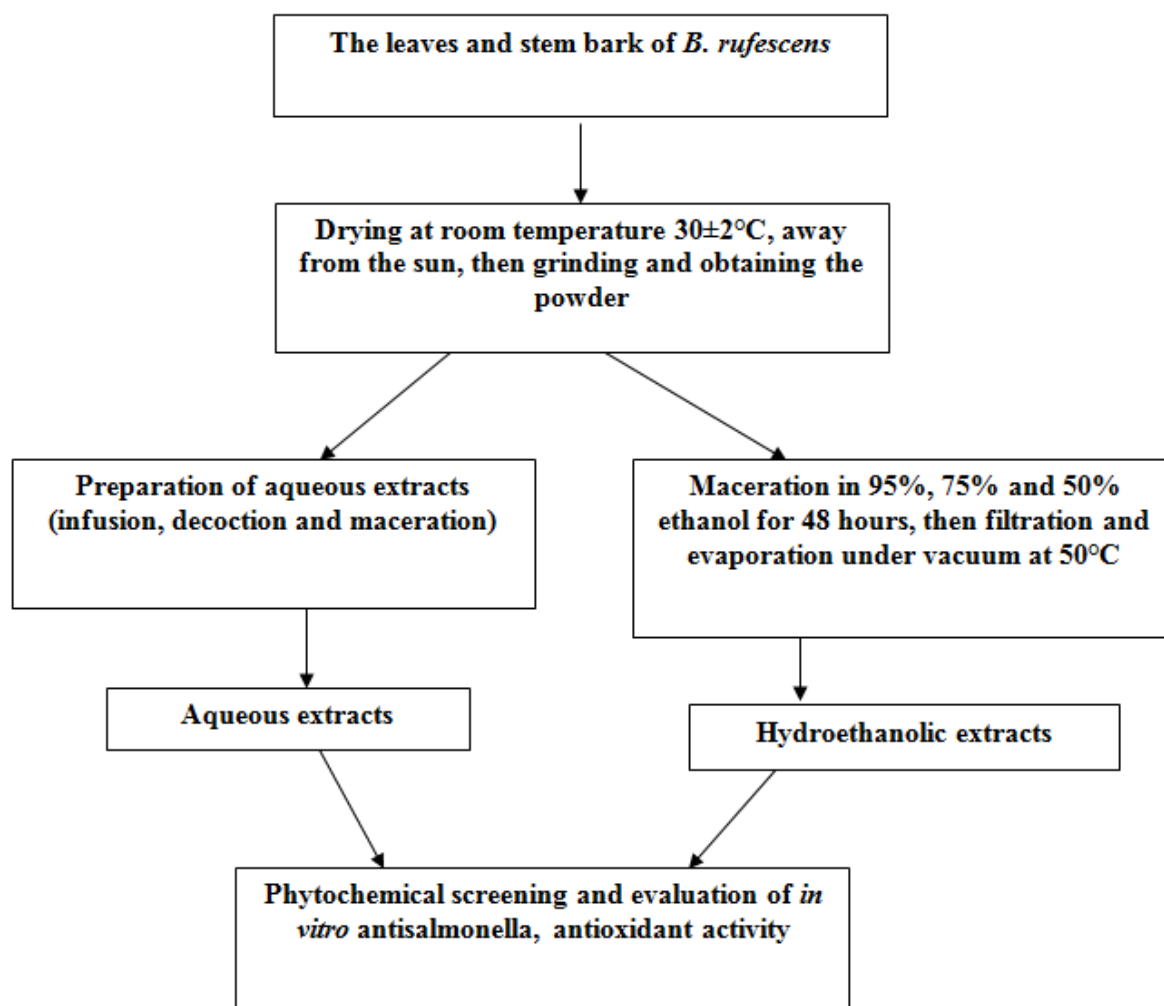 The leaves and stem bark of B. rufescens
Drying at room temperature 30±2°C, away
from the sun, then grinding and obtaining the
powder
Preparation of aqueous extracts
(infusion, decoction and maceration)
Maceration in 95%, 75% and 50%
ethanol for 48 hours, then filtration and
evaporation under vacuum at 50°C
Aqueous extracts
Hydroethanolic extracts
Phytochemical screening and evaluation of in
vitro antisalmonella, antioxidant activity